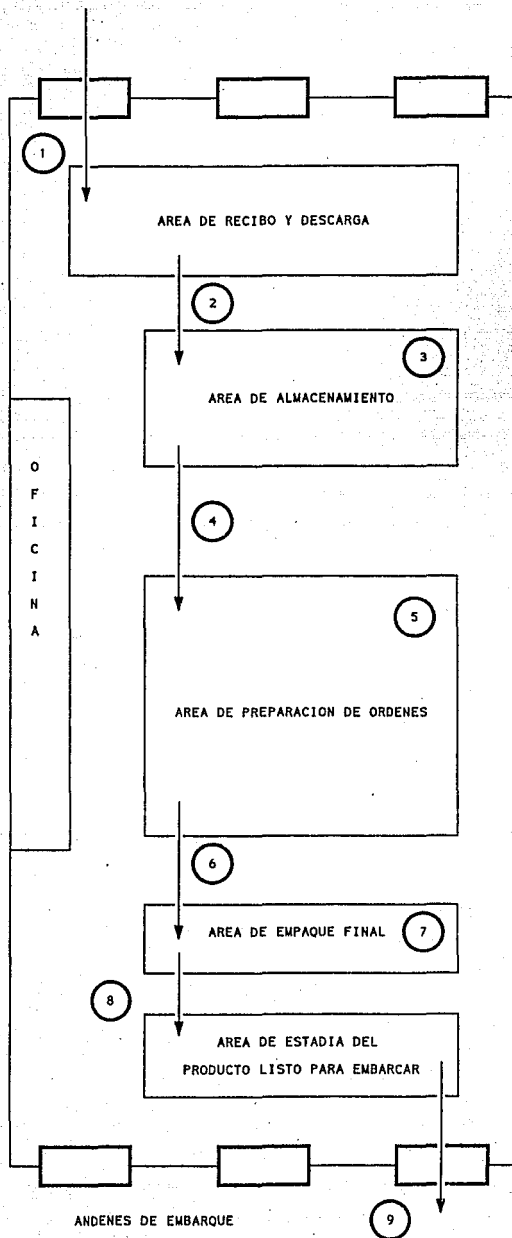 1
AREA DE RECIBO Y DESCARGA
2
3
AREA DE ALMACENAMIENTO
4
OFICINA
5
AREA DE PREPARACION DE ORDENES
6
AREA DE EMPAQUE FINAL 7
8
AREA DE ESTADIA DEL
PRODUCTO LISTO PARA EMBARCAR
ANDENES DE EMBARQUE
9